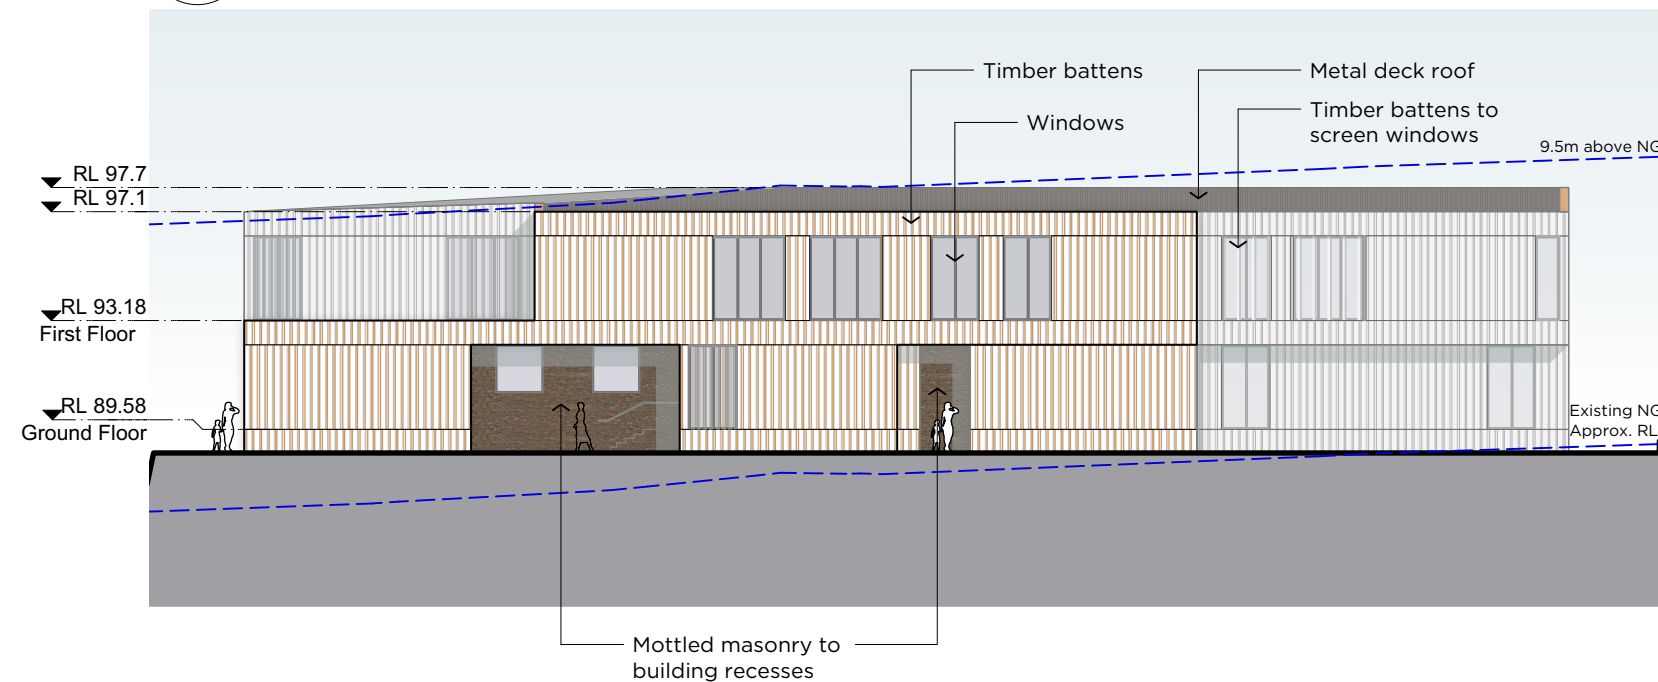 Timber battens
Metal deck roof
Windows
Timber battens to
screen windows
9.5m above NG
RL 97.7
RL 97.1
RL 93.18
First Floor
RL 89.58
Ground Floor
Existing NG
Approx. RL
Mottled masonry to
building recesses